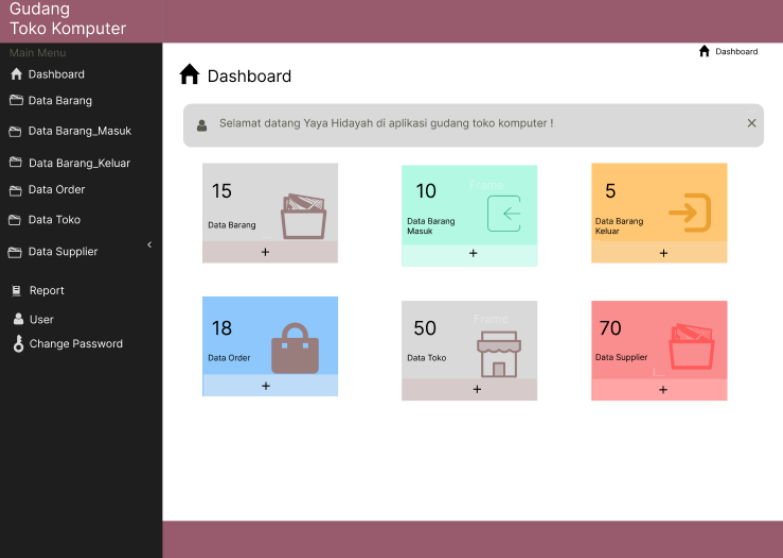 Gudang
Toko Komputer
Main Menu
Dashboard
Data Barang
Data Barang_Masuk
Data Barang_Keluar
Data Order
Data Toko
Data Supplier
Report
User
Change Password
Dashboard
Dashboard
Selamat datang Yaya Hidayah di aplikasi gudang toko komputer !
15
Data Barang
+
10
Frame
Data Barang
Masuk
+
5
Data Barang
Keluar
+
18
Data Order
+
50
Frame
Data Toko
+
70
Data Supplier
+